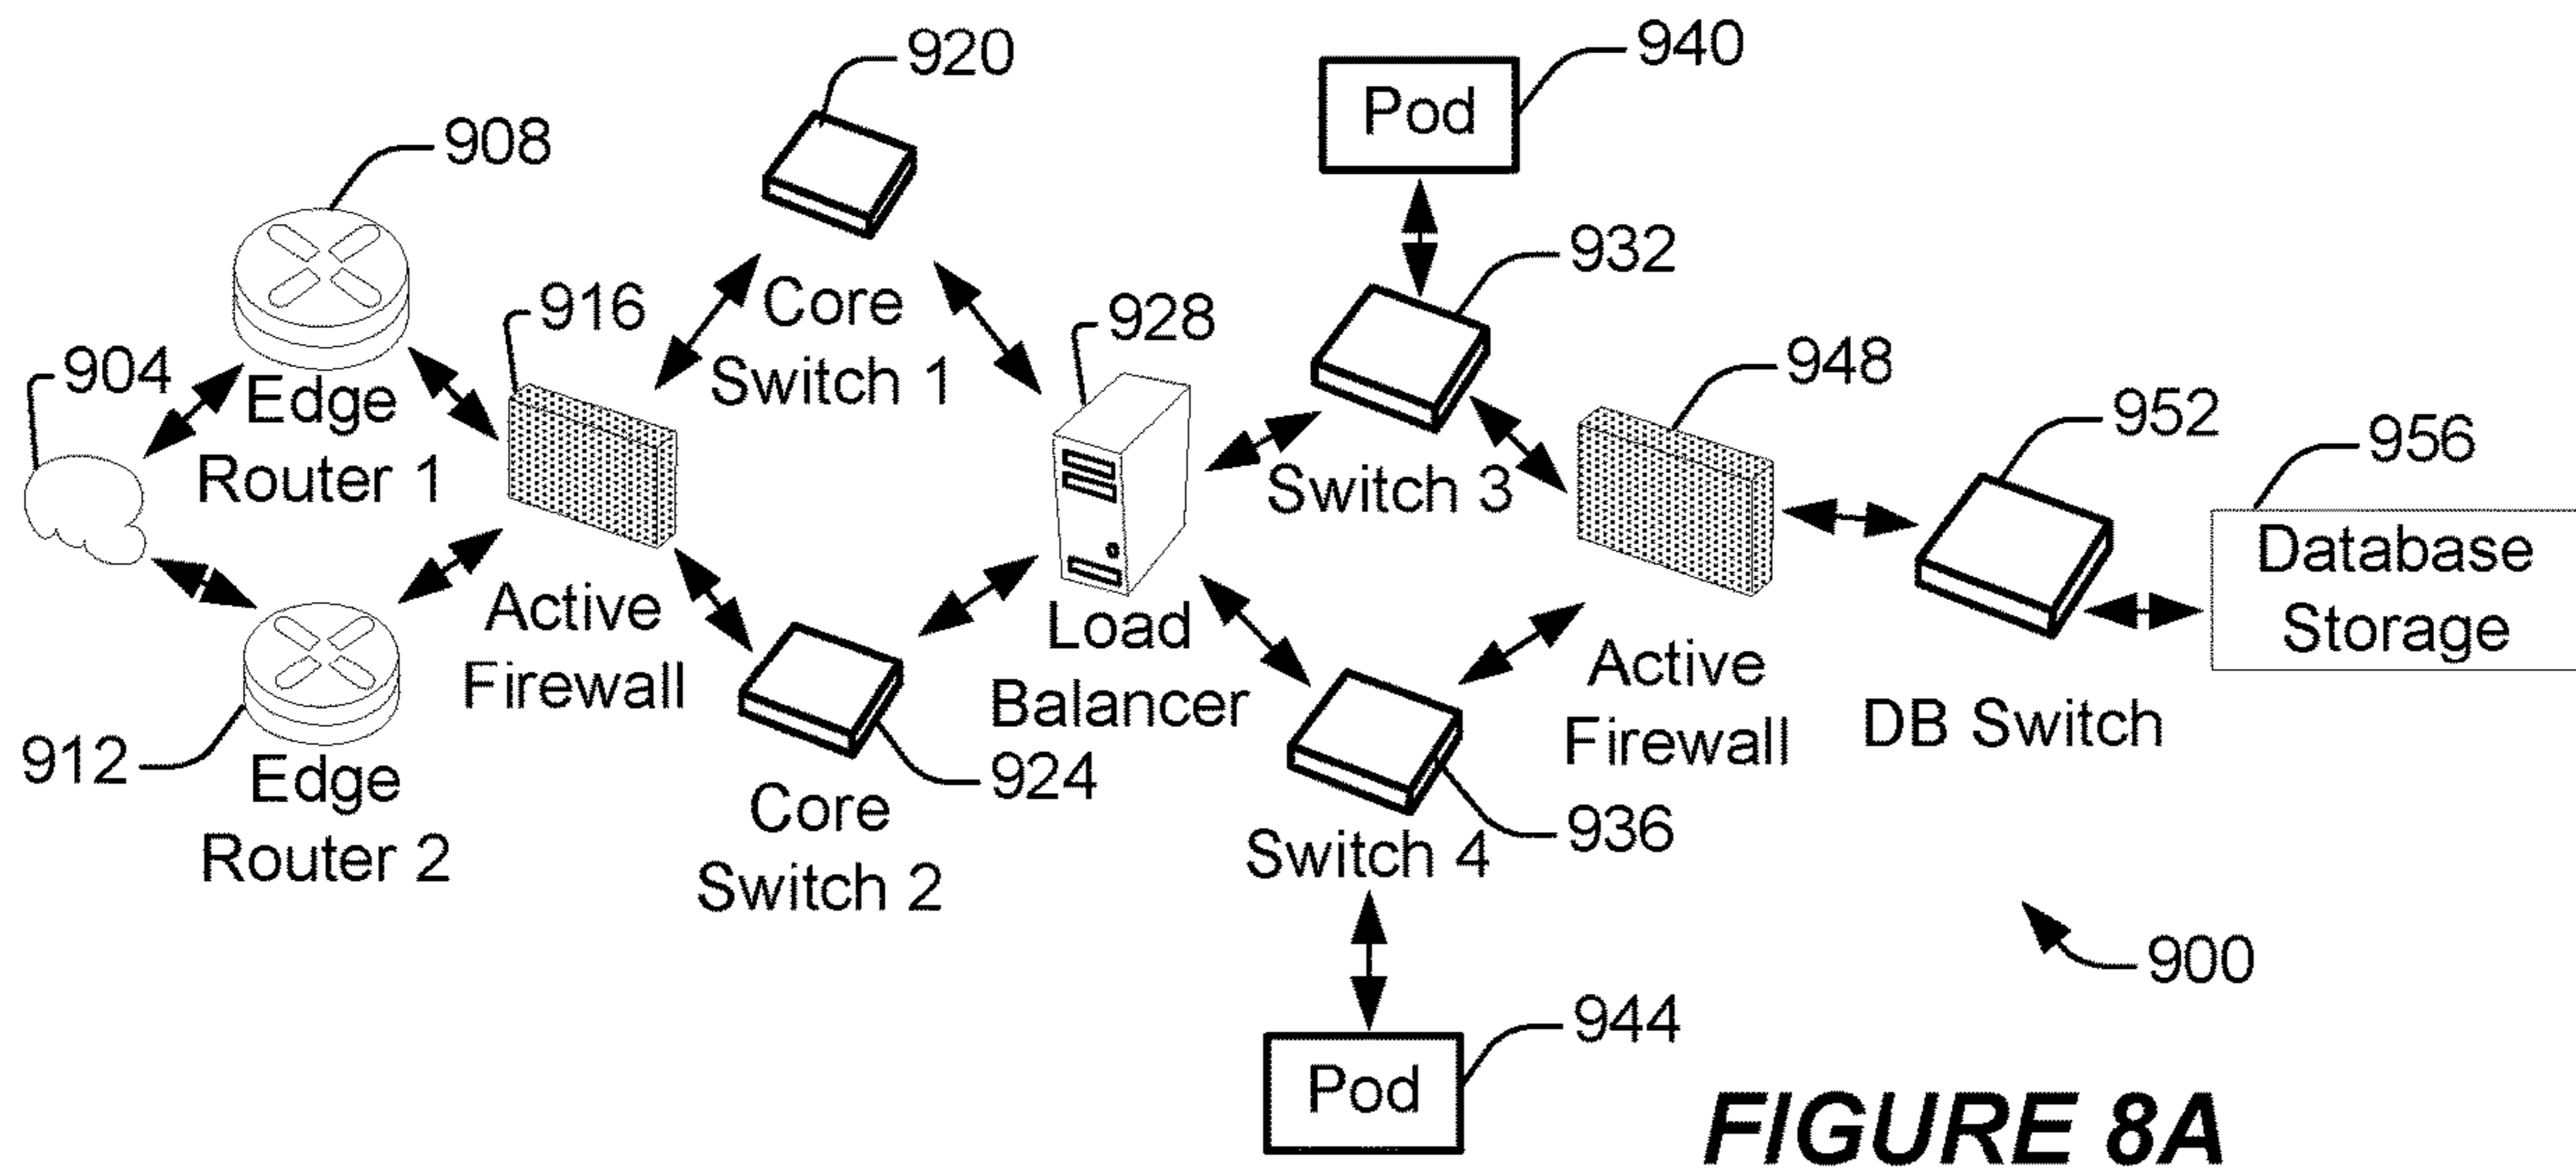 920
940
Pod
908
932
916
Core
Switch 1
928
904
Edge
Router 1
948
952
956
Switch 3
Database
Storage
Active
Firewall
Load
Balancer
Active
Firewall
DB Switch
912
Edge
Router 2
924
Core
Switch 2
936
Switch 4
900
944
Pod
FIGURE 8A